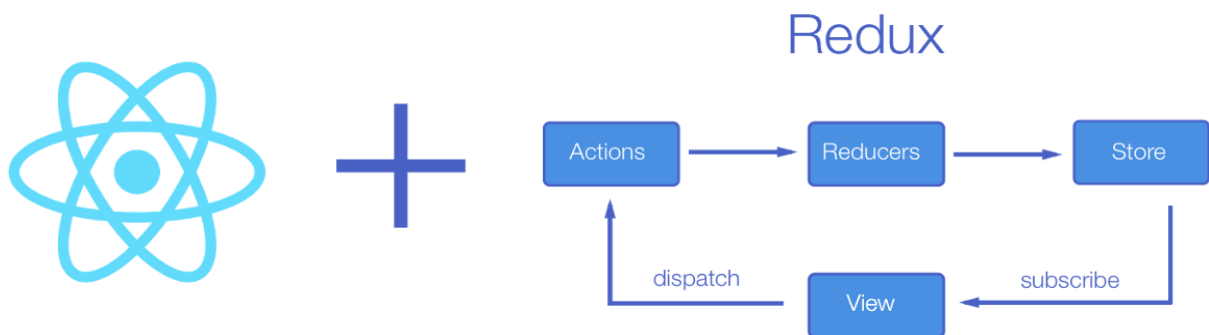 Redux
Actions
Reducers
Store
dispatch
subscribe
View